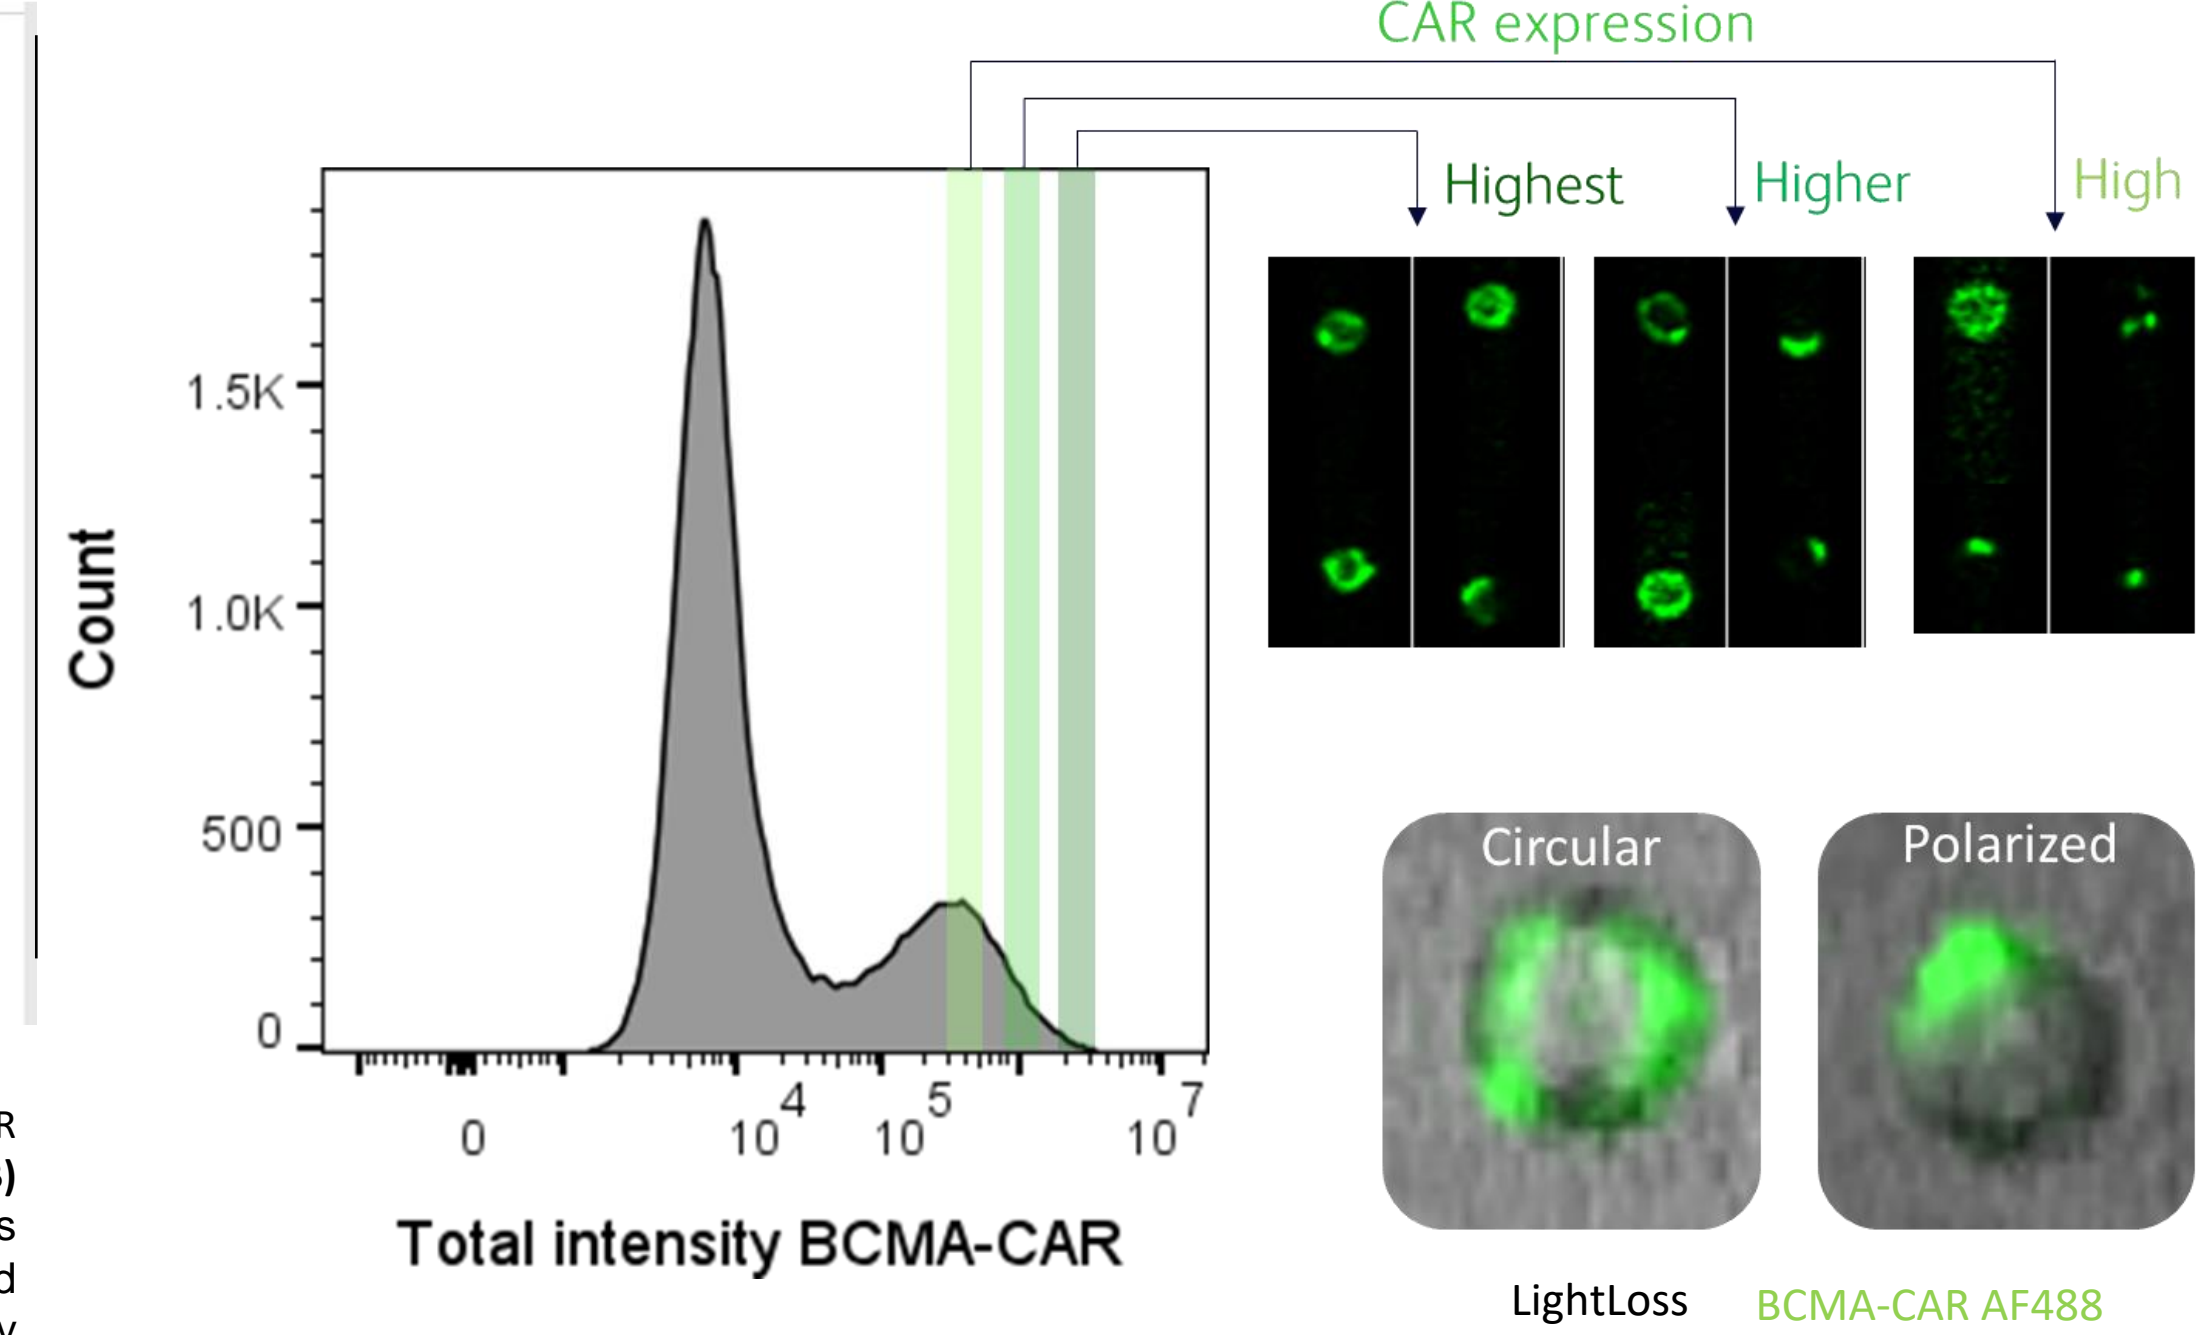 CAR expression
Highest
Higher
High
1.5K
1.0K
500
0
Count
0
10^4
10^5
10^7
Total intensity BCMA-CAR
Circular
Polarized
LightLoss
BCMA-CAR AF488
R
)
s
d